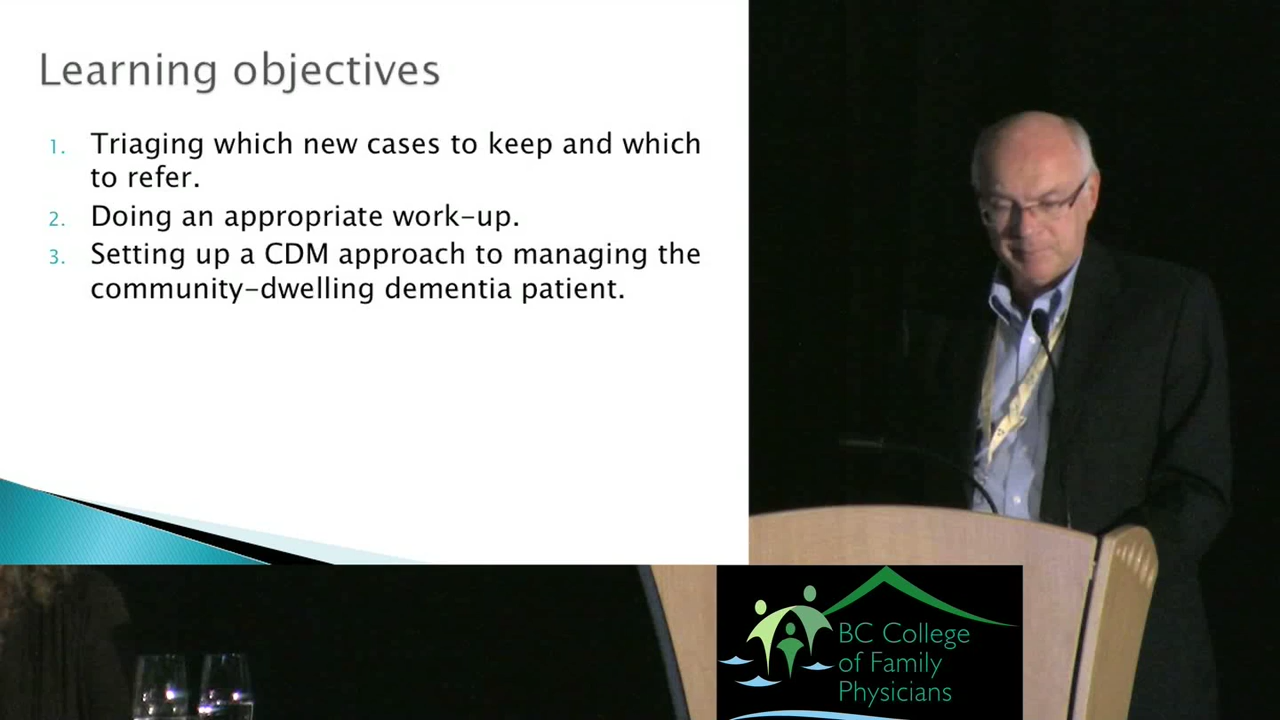 Learning objectives
1. Triaging which new cases to keep and which
to refer.
2. Doing an appropriate work-up.
3. Setting up a CDM approach to managing the
community-dwelling dementia patient.
BC College
of Family
Physicians